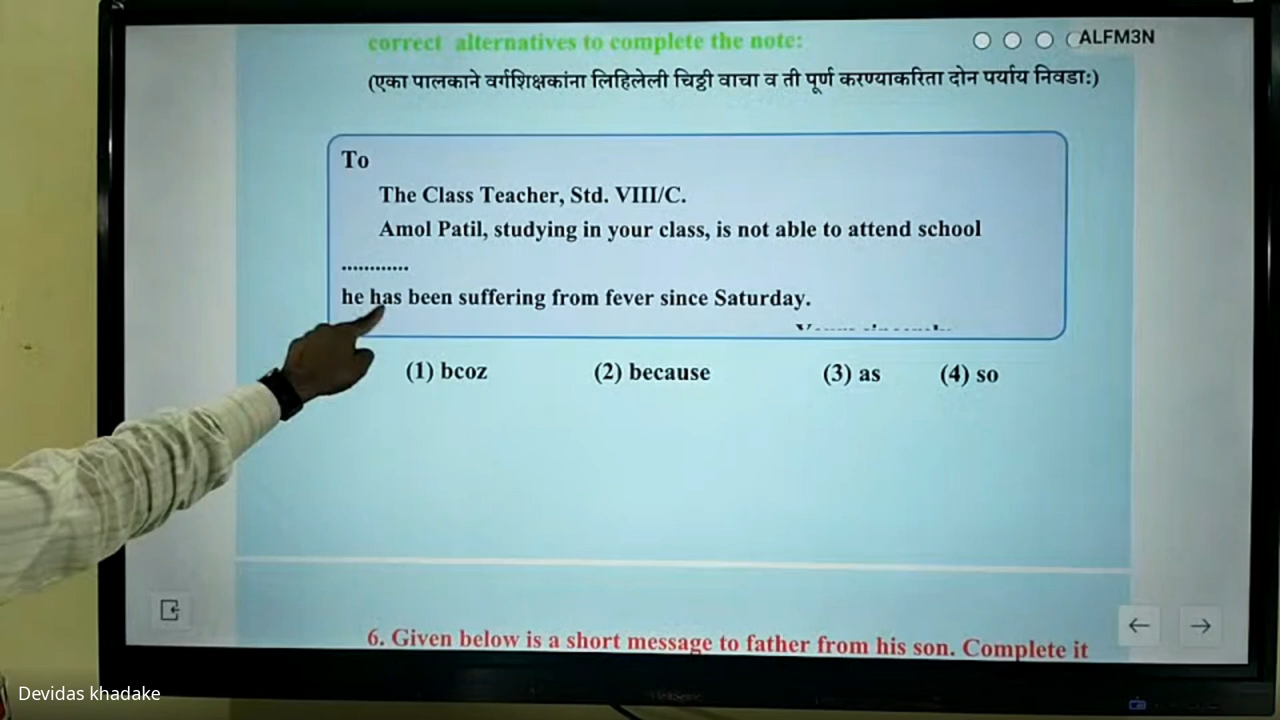 correct alternatives to complete the note:
ALFM3N
(एका पालकाने वर्गशिक्षकांना लिहिलेली चिठ्ठी वाचा व ती पूर्ण करण्याकरिता दोन पर्याय निवडा:)
To
The Class Teacher, Std. VIII/C.
Amol Patil, studying in your class, is not able to attend school
............
he has been suffering from fever since Saturday.
(1) bcoz (2) because (3) as (4) so
6. Given below is a short message to father from his son. Complete it
Devidas khadake